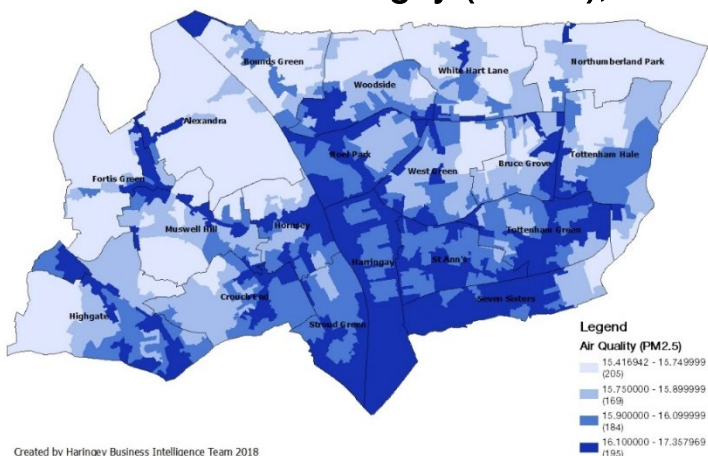 Bounds Green
White Hart Lane
Northumberland Park
Woodside
Alexandra
Noel Park
Bruce Grove
Tottenham Hale
West Green
Fortis Green
Muswell Hill
Hornsey
Tottenham Green
Harringay
St Ann's
Crouch End
Seven Sisters
Highgate
Stroud Green
Legend
Air Quality (PM2.5)
15.416942 - 15.749999
(205)
15.750000 - 15.899999
(169)
15.900000 - 16.099999
(184)
16.100000 - 17.357969
(195)
Created by Haringey Business Intelligence Team 2018